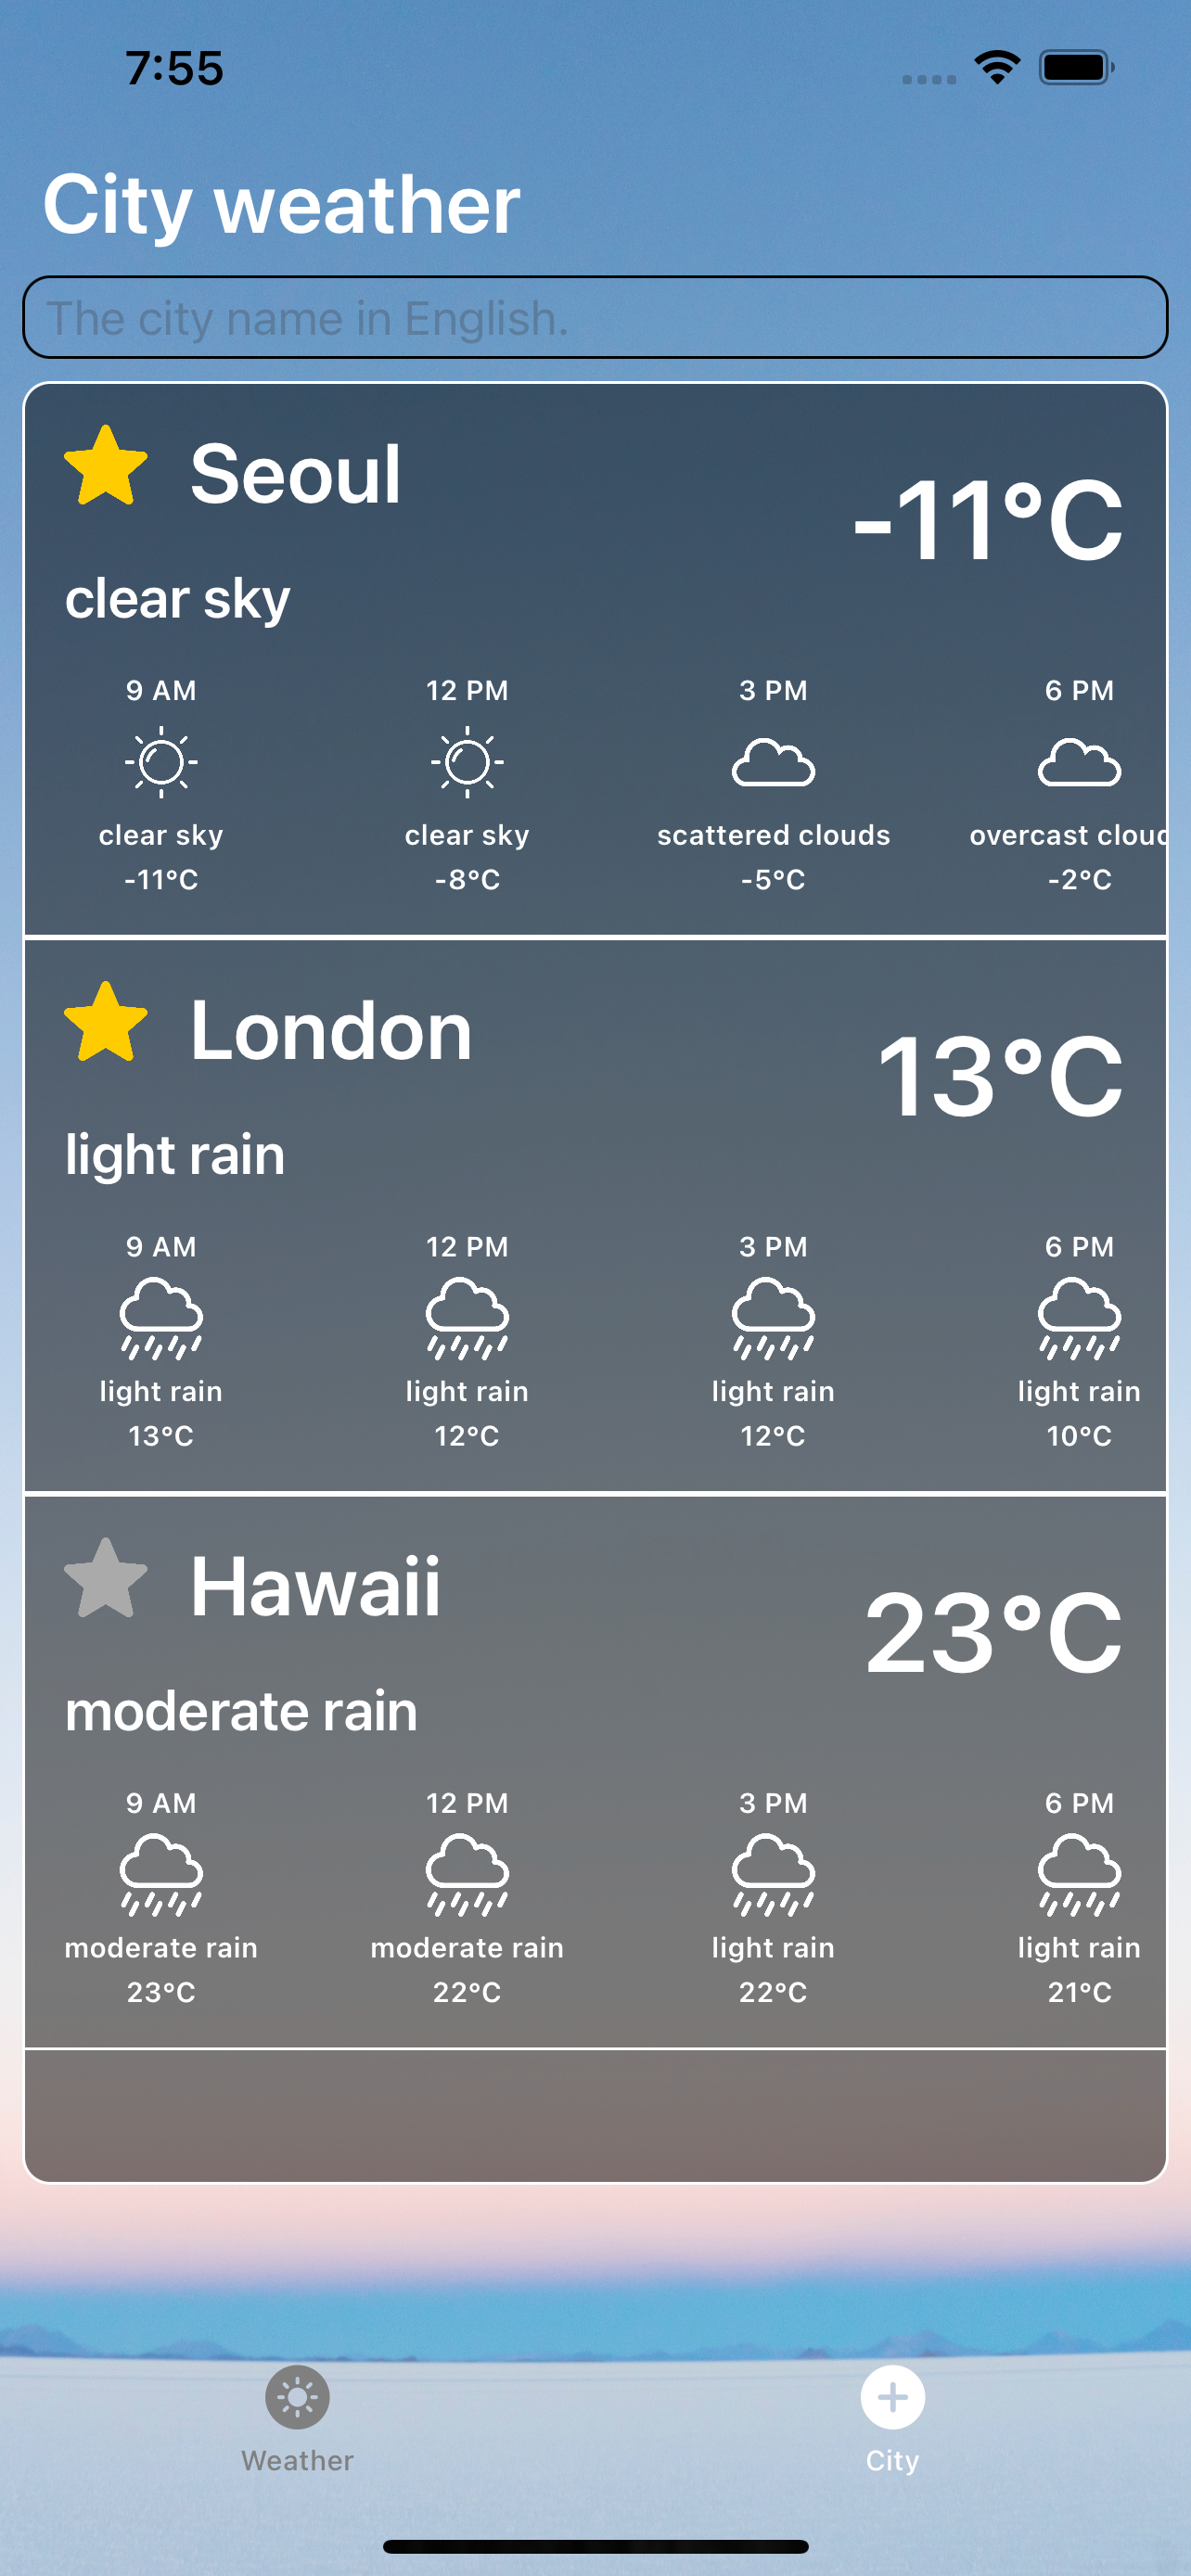 7:55
City weather
The city name in English.
Seoul
-11°C
clear sky
9 AM 12 PM 3 PM 6 PM
clear sky clear sky scattered clouds overcast cloud
-11°C -8°C -5°C -2°C
London
13°C
light rain
9 AM 12 PM 3 PM 6 PM
light rain light rain light rain light rain
13°C 12°C 12°C 10°C
Hawaii
23°C
moderate rain
9 AM 12 PM 3 PM 6 PM
moderate rain moderate rain light rain light rain
23°C 22°C 22°C 21°C
Weather City